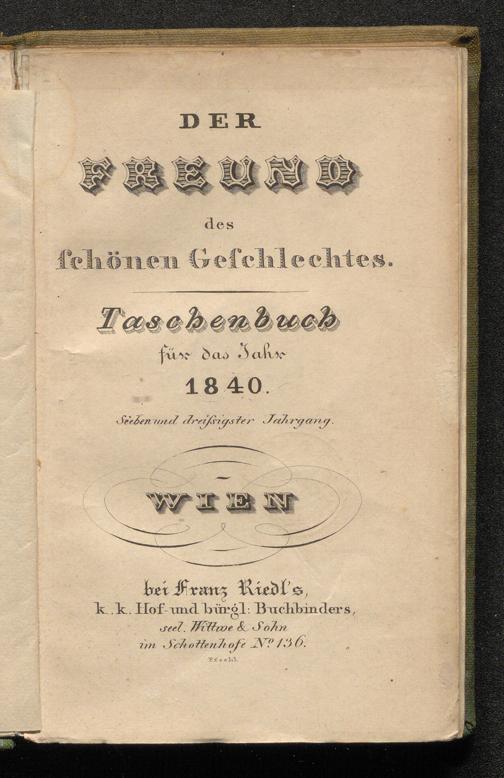 DER
FREUND
des
ſchönen Geſchlechtes.
Taschenbuch
für das Jahr
1840.
Sieben und dreiſsigster Jahrgang.
WIEN
bei Franz Riedl's,
k. k. Hof- und bürgl: Buchbinders,
seel. Wittwe & Sohn
im Schottenhofe Nº 136.